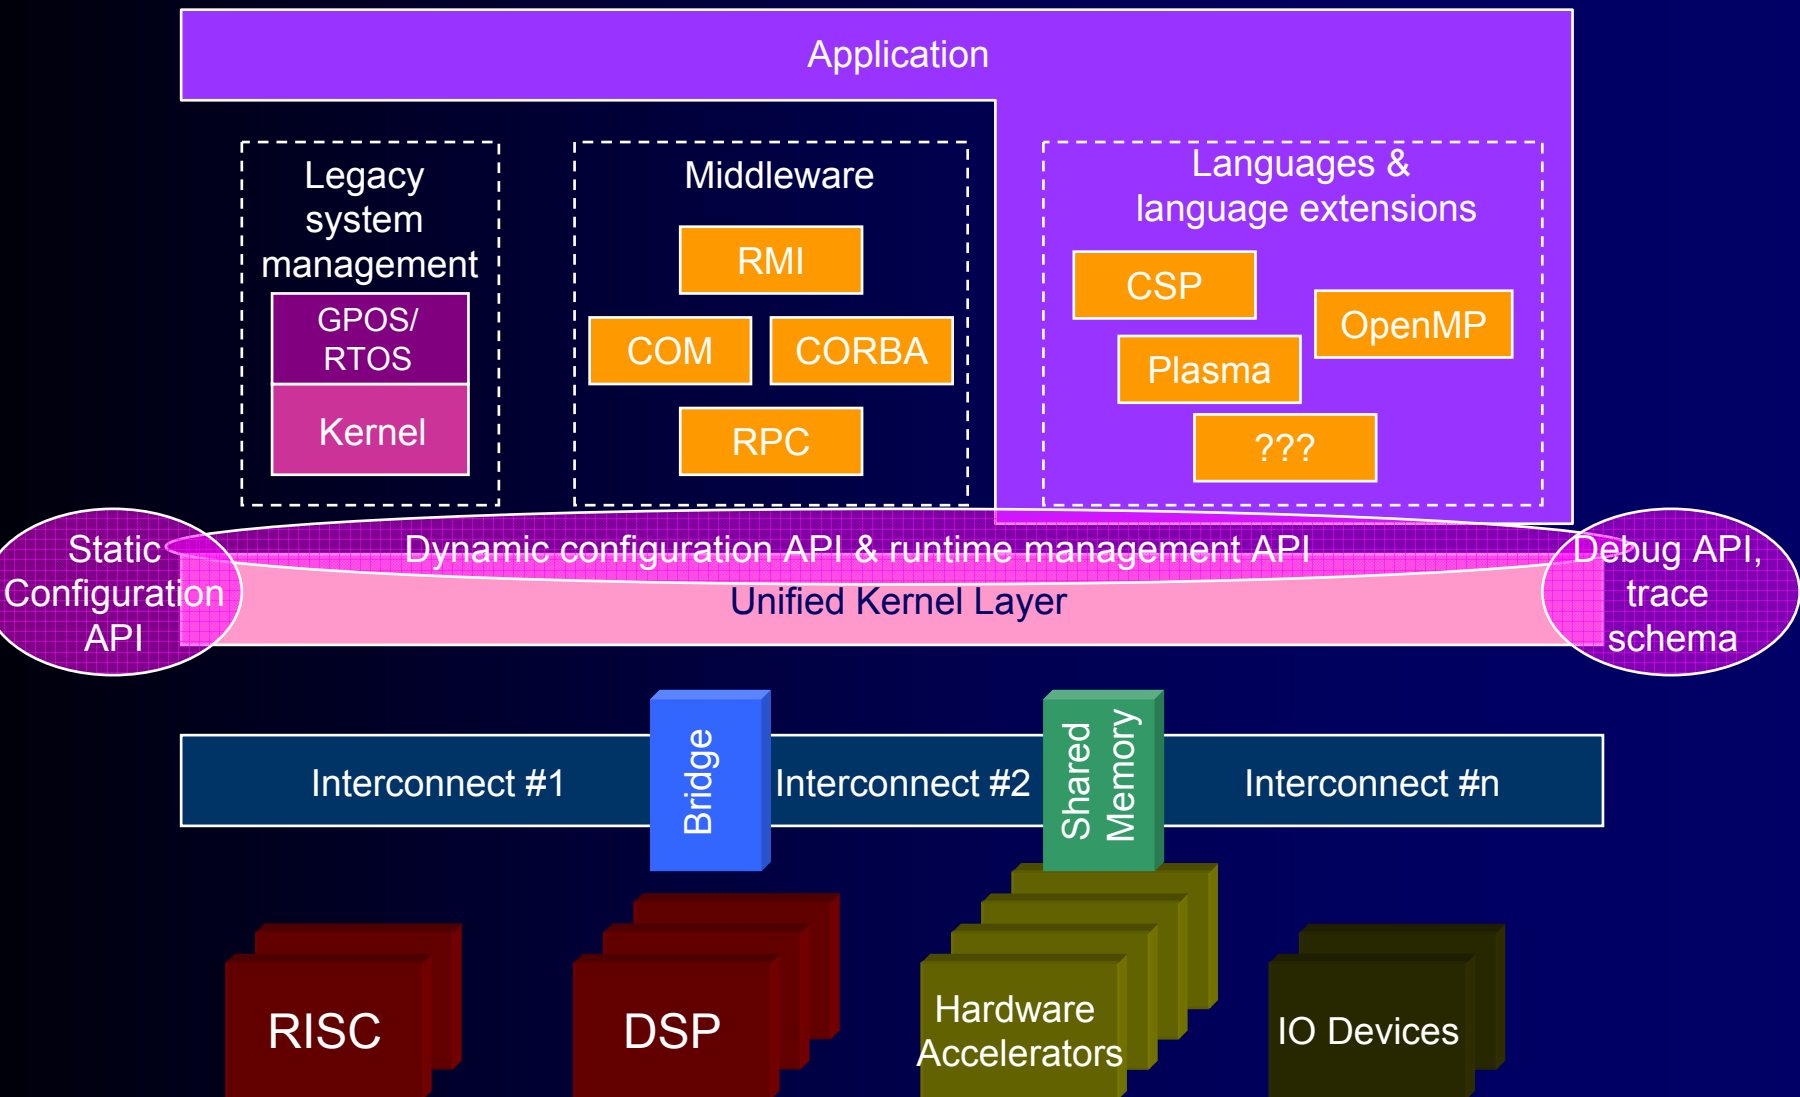 Application
Legacy
system
management
GPOS/
RTOS
Kernel
Middleware
RMI
COM
CORBA
RPC
Languages &
language extensions
CSP
OpenMP
Plasma
???
Static
Configuration
API
Dynamic configuration API & runtime management API
Unified Kernel Layer
Debug API,
trace
schema
Interconnect #1
Bridge
Interconnect #2
Shared
Memory
Interconnect #n
RISC
DSP
Hardware
Accelerators
IO Devices